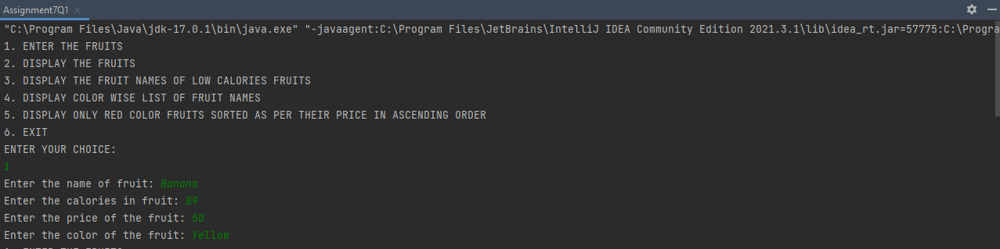 Assignment7Q1
"C:\Program Files\Java\jdk-17.0.1\bin\java.exe" "-javaagent:C:\Program Files\JetBrains\IntelliJ IDEA Community Edition 2021.3.1\lib\idea_rt.jar=57775:C:\Progra
1. ENTER THE FRUITS
2. DISPLAY THE FRUITS
3. DISPLAY THE FRUIT NAMES OF LOW CALORIES FRUITS
4. DISPLAY COLOR WISE LIST OF FRUIT NAMES
5. DISPLAY ONLY RED COLOR FRUITS SORTED AS PER THEIR PRICE IN ASCENDING ORDER
6. EXIT
ENTER YOUR CHOICE:
1
Enter the name of fruit: Banana
Enter the calories in fruit: 89
Enter the price of the fruit: 50
Enter the color of the fruit: Yellow